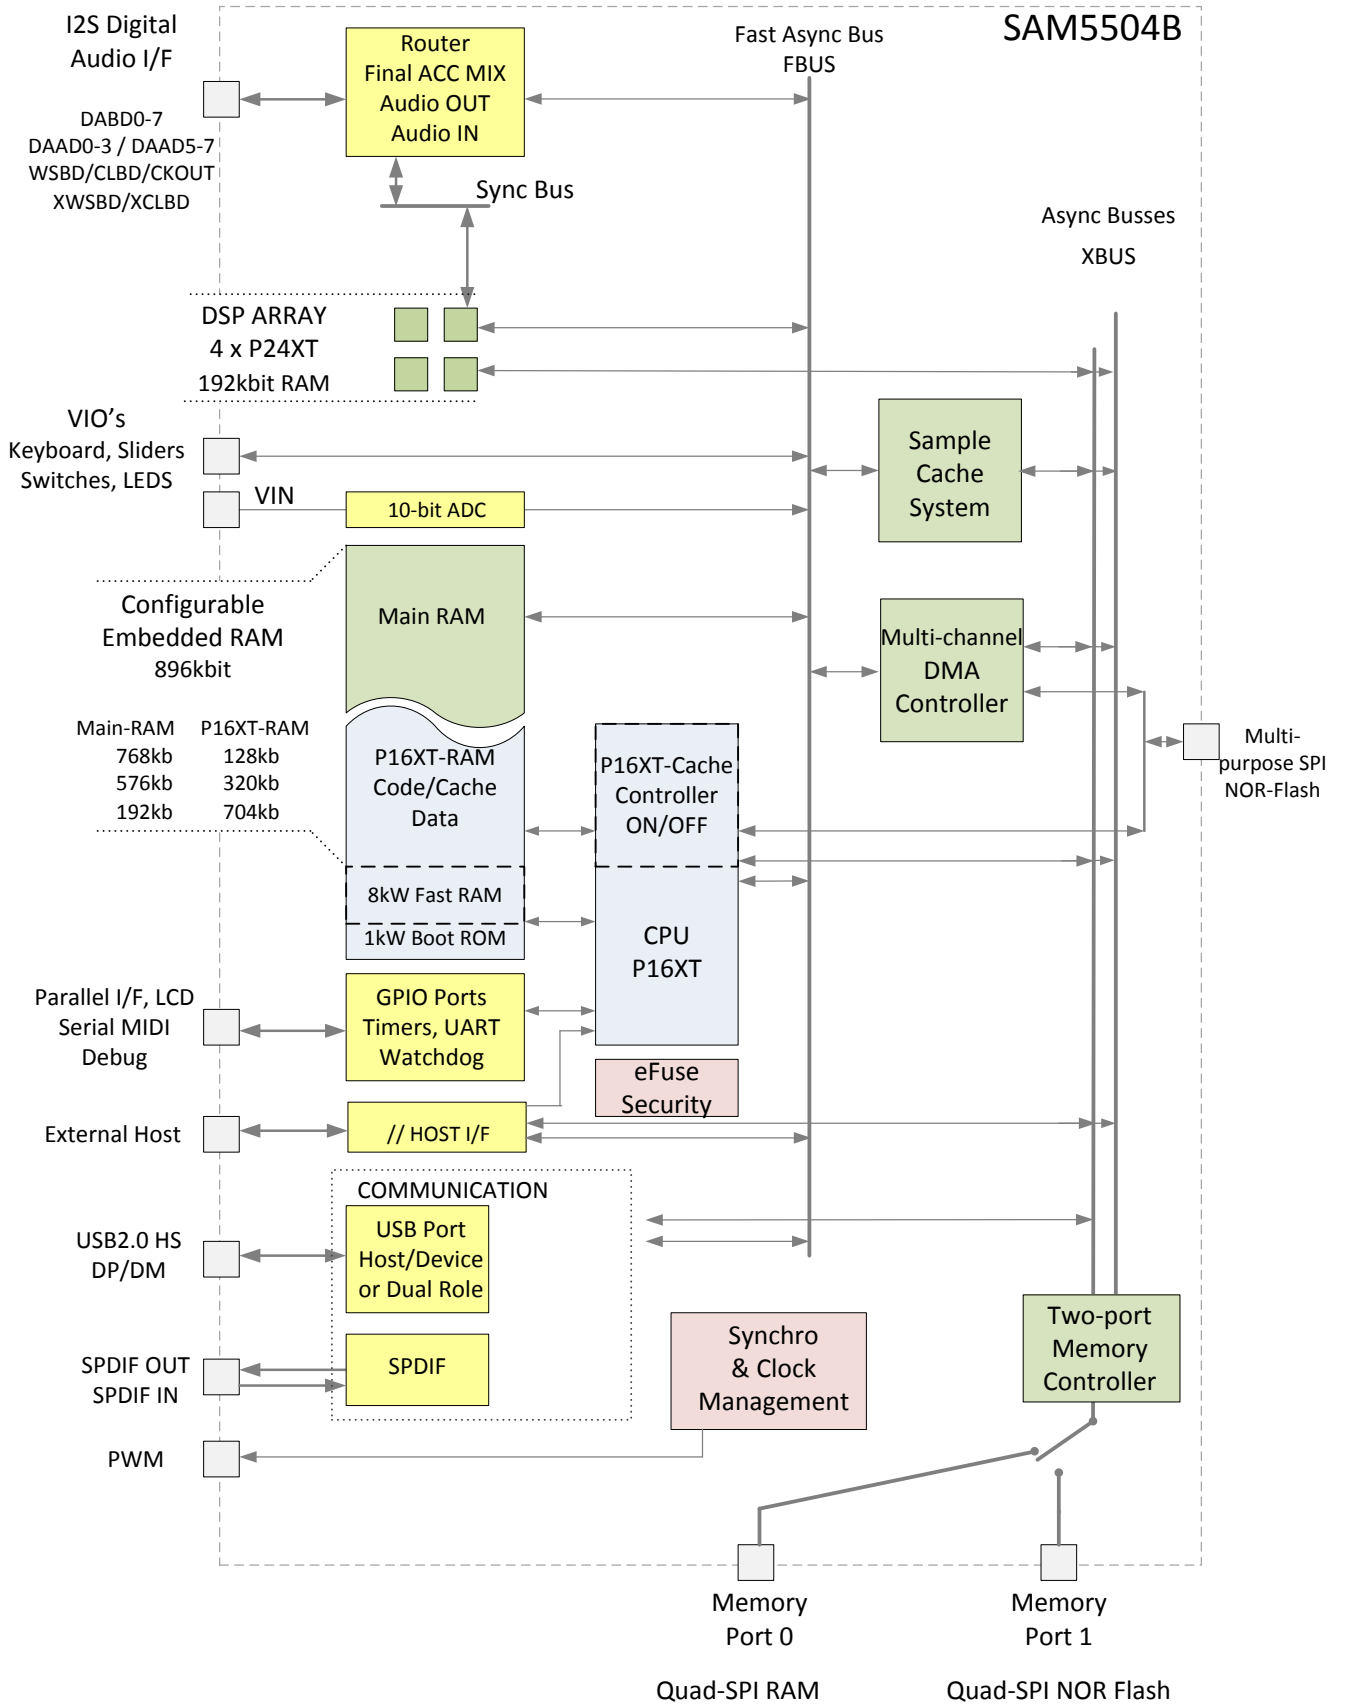 SAM5504B
I2S Digital
Audio I/F
DABD0-7
DAAD0-3 / DAAD5-7
WSBD/CLBD/CKOUT
XWSBD/XCLBD
Router
Final ACC MIX
Audio OUT
Audio IN
Fast Async Bus
FBUS
Sync Bus
Async Busses
XBUS
DSP ARRAY
4 x P24XT
192kbit RAM
VIO’s
Keyboard, Sliders
Switches, LEDS
VIN
10-bit ADC
Sample
Cache
System
Configurable
Embedded RAM
896kbit
Main RAM
Multi-channel
DMA
Controller
Main-RAM P16XT-RAM
768kb 128kb
576kb 320kb
192kb 704kb
P16XT-RAM
Code/Cache
Data
P16XT-Cache
Controller
ON/OFF
Multi-
purpose SPI
NOR-Flash
8kW Fast RAM
1kW Boot ROM
CPU
P16XT
Parallel I/F, LCD
Serial MIDI
Debug
GPIO Ports
Timers, UART
Watchdog
eFuse
Security
External Host
// HOST I/F
COMMUNICATION
USB2.0 HS
DP/DM
USB Port
Host/Device
or Dual Role
SPDIF OUT
SPDIF IN
SPDIF
Synchro
& Clock
Management
Two-port
Memory
Controller
PWM
Memory
Port 0
Quad-SPI RAM
Memory
Port 1
Quad-SPI NOR Flash